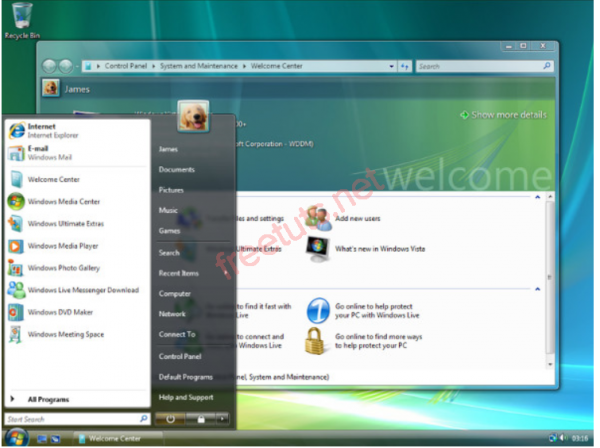 Recycle Bin
Control Panel
System and Maintenance
Welcome Center
Search
James
Show more details
00+
oft Corporation - WDDM)
welcome
Internet
Internet Explorer
E-mail
Windows Mail
Welcome Center
Windows Media Center
Windows Ultimate Extras
Windows Media Player
Windows Photo Gallery
Windows Live Messenger Download
Windows DVD Maker
Windows Meeting Space
All Programs
Start Search
James
Documents
Pictures
Music
Games
Search
Recent Items
Computer
Network
Connect To
Control Panel
Default Programs
Help and Support
files and settings
Add new users
Ultimate Extras
What's new in Windows Vista
to find it fast with
Windows Live
Go online to help protect
your PC with Windows Live
to connect and
Windows Live
Go online to find more ways
to help protect your PC
Panel, System and Maintenance)
freetuts.net
Welcome Center
03:16